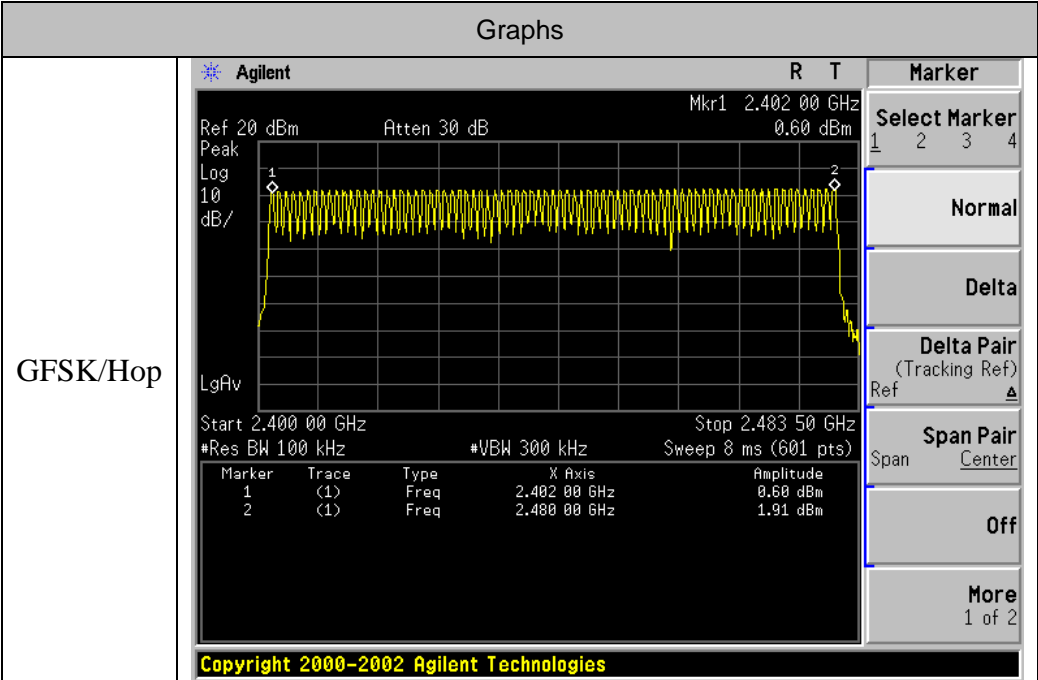 Graphs
GFSK/Hop
Agilent R T
Mkr1 2.402 00 GHz
Ref 20 dBm Atten 30 dB 0.60 dBm
Peak
Log
10
dB/
1
2
LgAv
Start 2.400 00 GHz Stop 2.483 50 GHz
#Res BW 100 kHz #VBW 300 kHz Sweep 8 ms (601 pts)
Marker Trace Type X Axis Amplitude
1 (1) Freq 2.402 00 GHz 0.60 dBm
2 (1) Freq 2.480 00 GHz 1.91 dBm
Copyright 2000-2002 Agilent Technologies
Marker
Select Marker
1 2 3 4
Normal
Delta
Delta Pair
(Tracking Ref)
Ref Δ
Span Pair
Span Center
Off
More
1 of 2